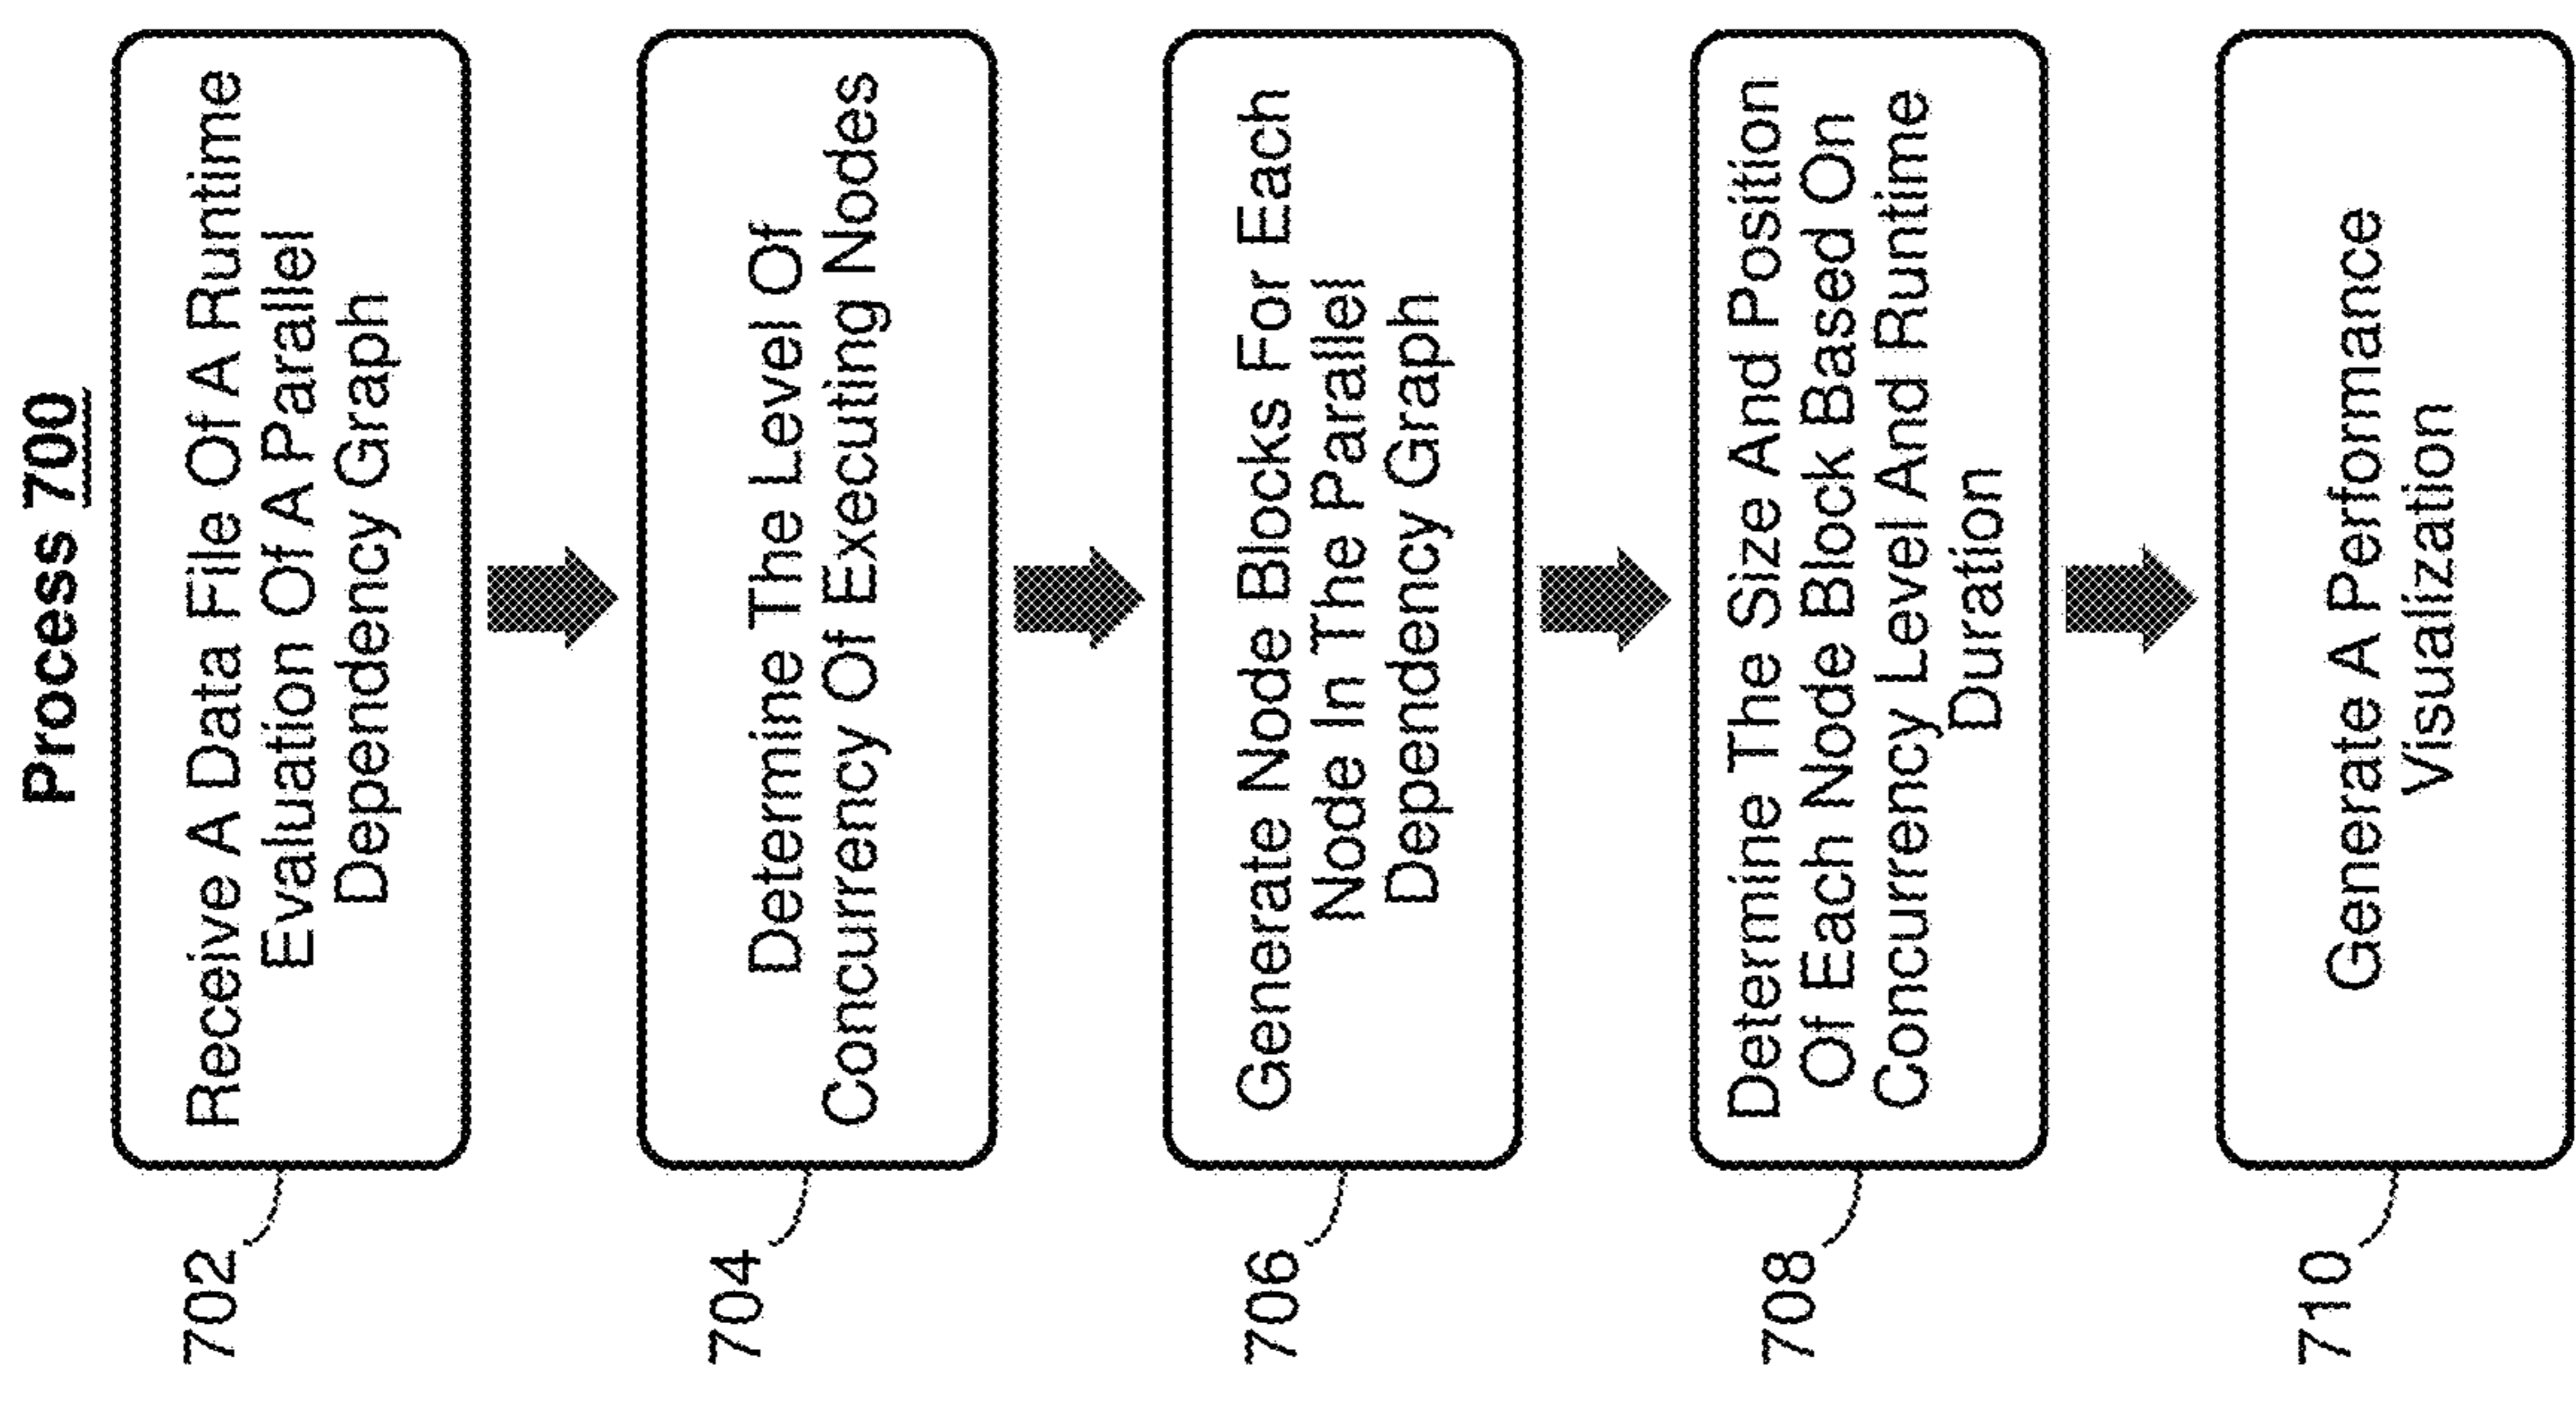 Process 700
702
Receive A Data File Of A Runtime
Evaluation Of A Parallel
Dependency Graph
704
Determine The Level Of
Concurrency Of Executing Nodes
706
Generate Node Blocks For Each
Node In The Parallel
Dependency Graph
708
Determine The Size And Position
Of Each Node Block Based On
Concurrency Level And Runtime
Duration
710
Generate A Performance
Visualization